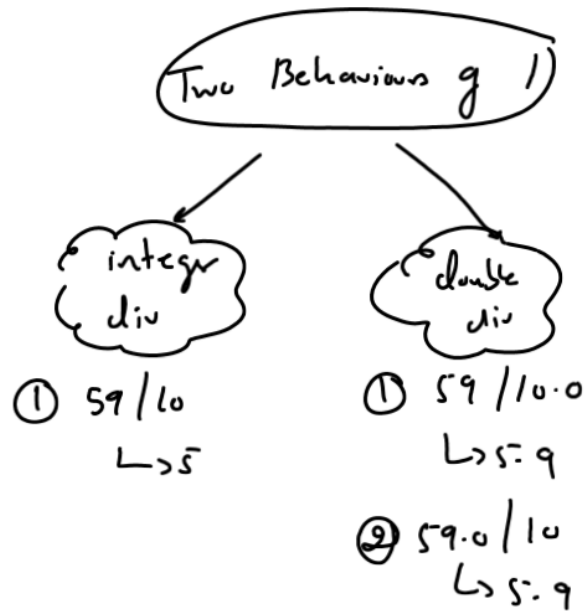 Two Behaviours of /
integer
div
① 59/10
↳ 5
double
div
① 59/10.0
↳ 5.9
② 59.0/10
↳ 5.9